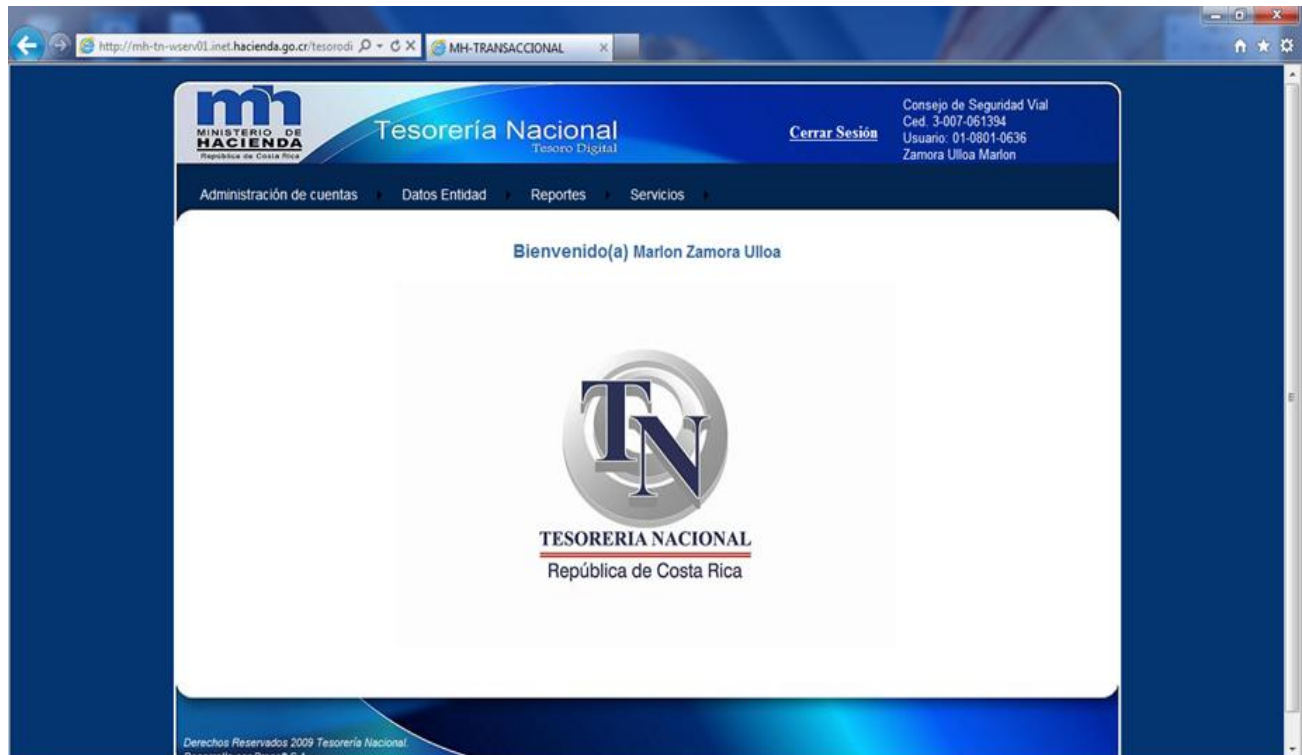 http://mh-tn-wserv01.inet.hacienda.go.cr/tesorodi
MH-TRANSACCIONAL
mh
MINISTERIO DE
HACIENDA
República de Costa Rica
Tesorería Nacional
Tesoro Digital
Cerrar Sesión
Consejo de Seguridad Vial
Ced. 3-007-061394
Usuario: 01-0801-0636
Zamora Ulloa Marlon
Administración de cuentas
Datos Entidad
Reportes
Servicios
Bienvenido(a) Marlon Zamora Ulloa
TN
TESORERIA NACIONAL
República de Costa Rica
Derechos Reservados 2009 Tesorería Nacional.